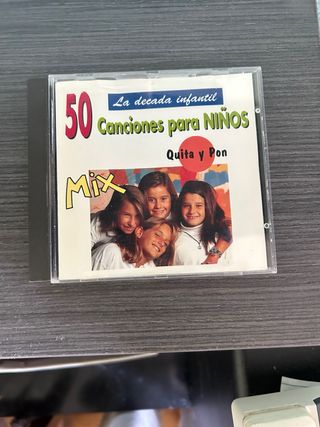 La decada infantil
50 Canciones para NIÑOS
Quita y Pon
Mix